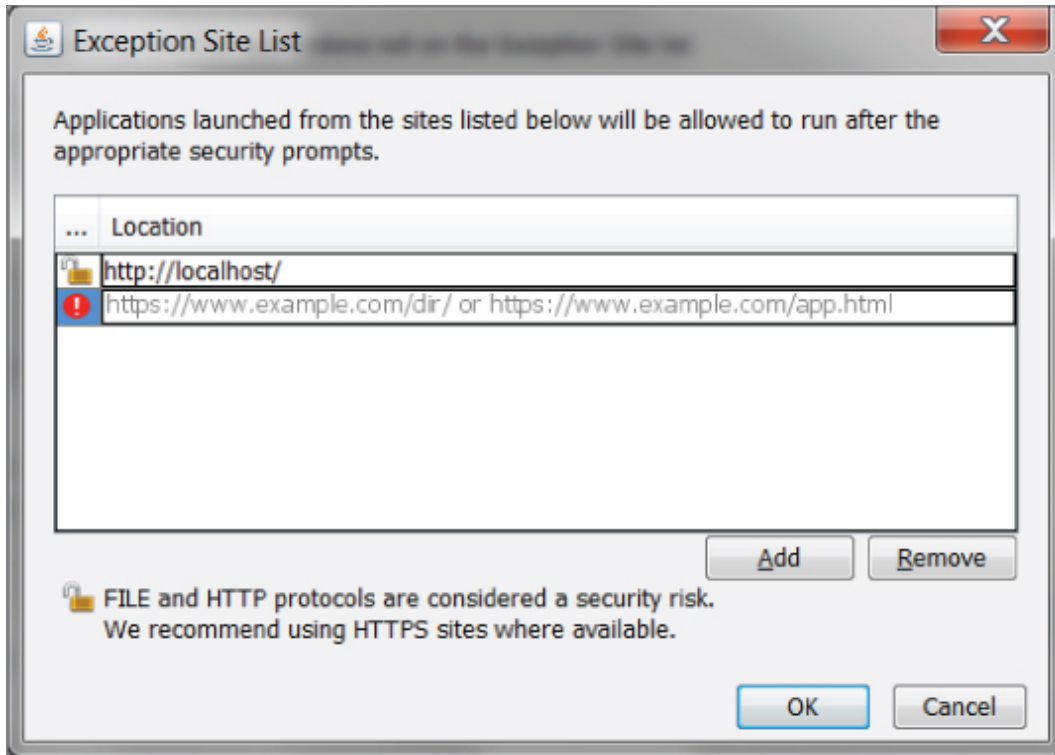 Exception Site List
Applications launched from the sites listed below will be allowed to run after the
appropriate security prompts.
... Location
http://localhost/
https://www.example.com/dir/ or https://www.example.com/app.html
Add Remove
FILE and HTTP protocols are considered a security risk.
We recommend using HTTPS sites where available.
OK Cancel